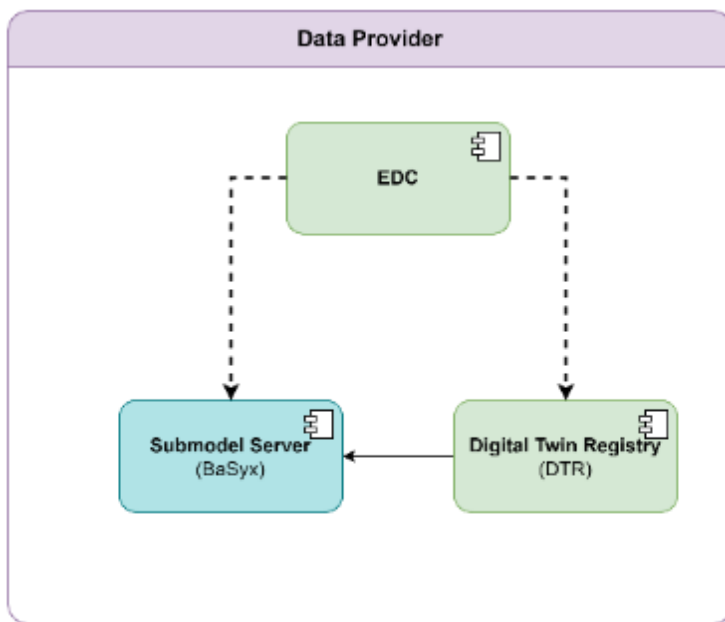 Data Provider
EDC
Submodel Server
(BaSyx)
Digital Twin Registry
(DTR)